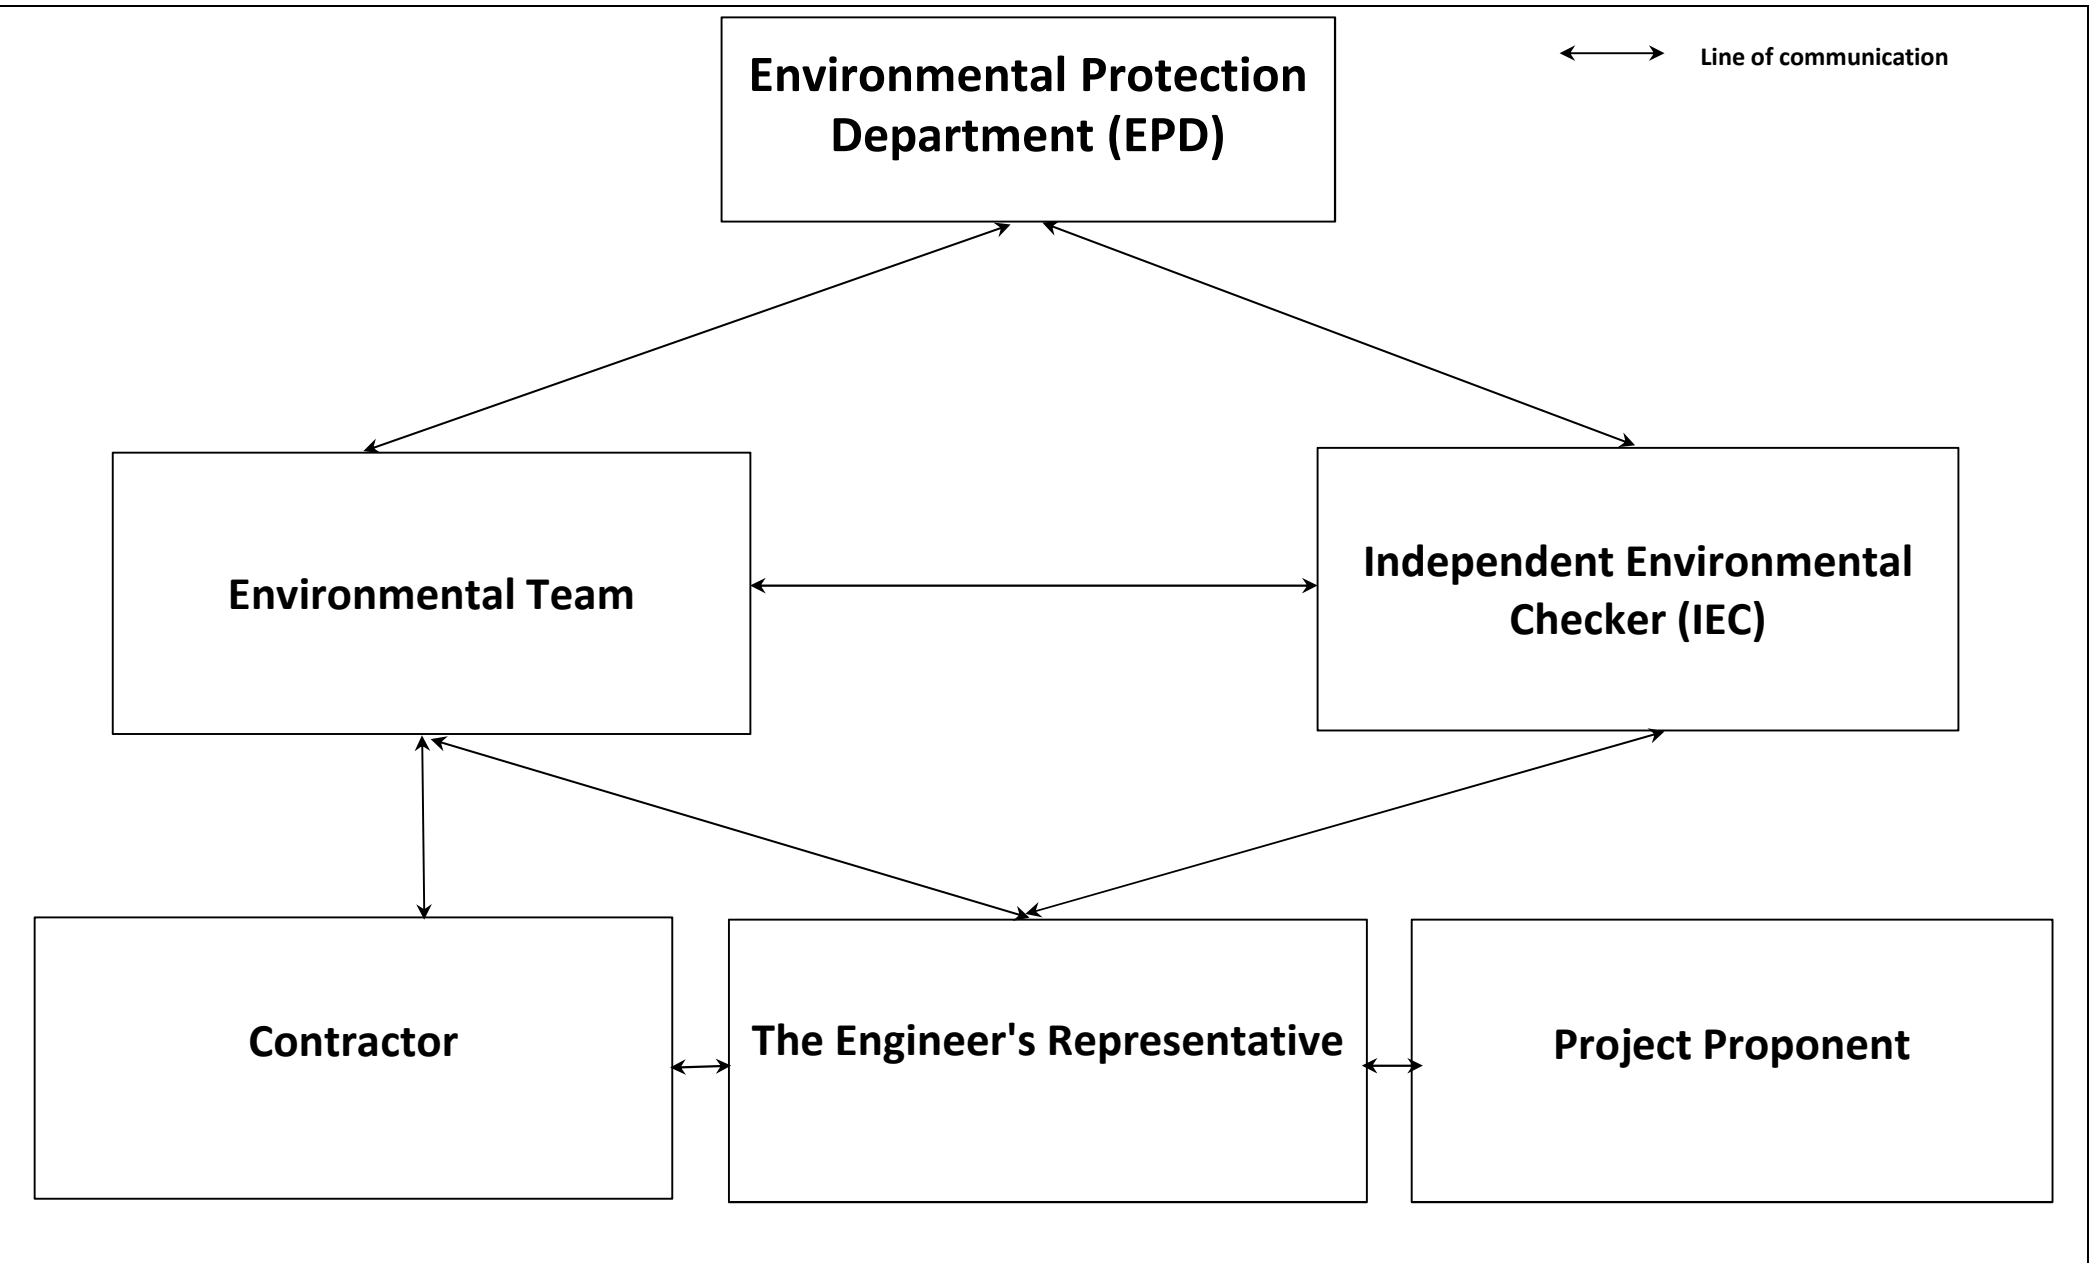 Environmental Protection
Department (EPD)
Line of communication
Environmental Team
Independent Environmental
Checker (IEC)
Contractor
The Engineer's Representative
Project Proponent